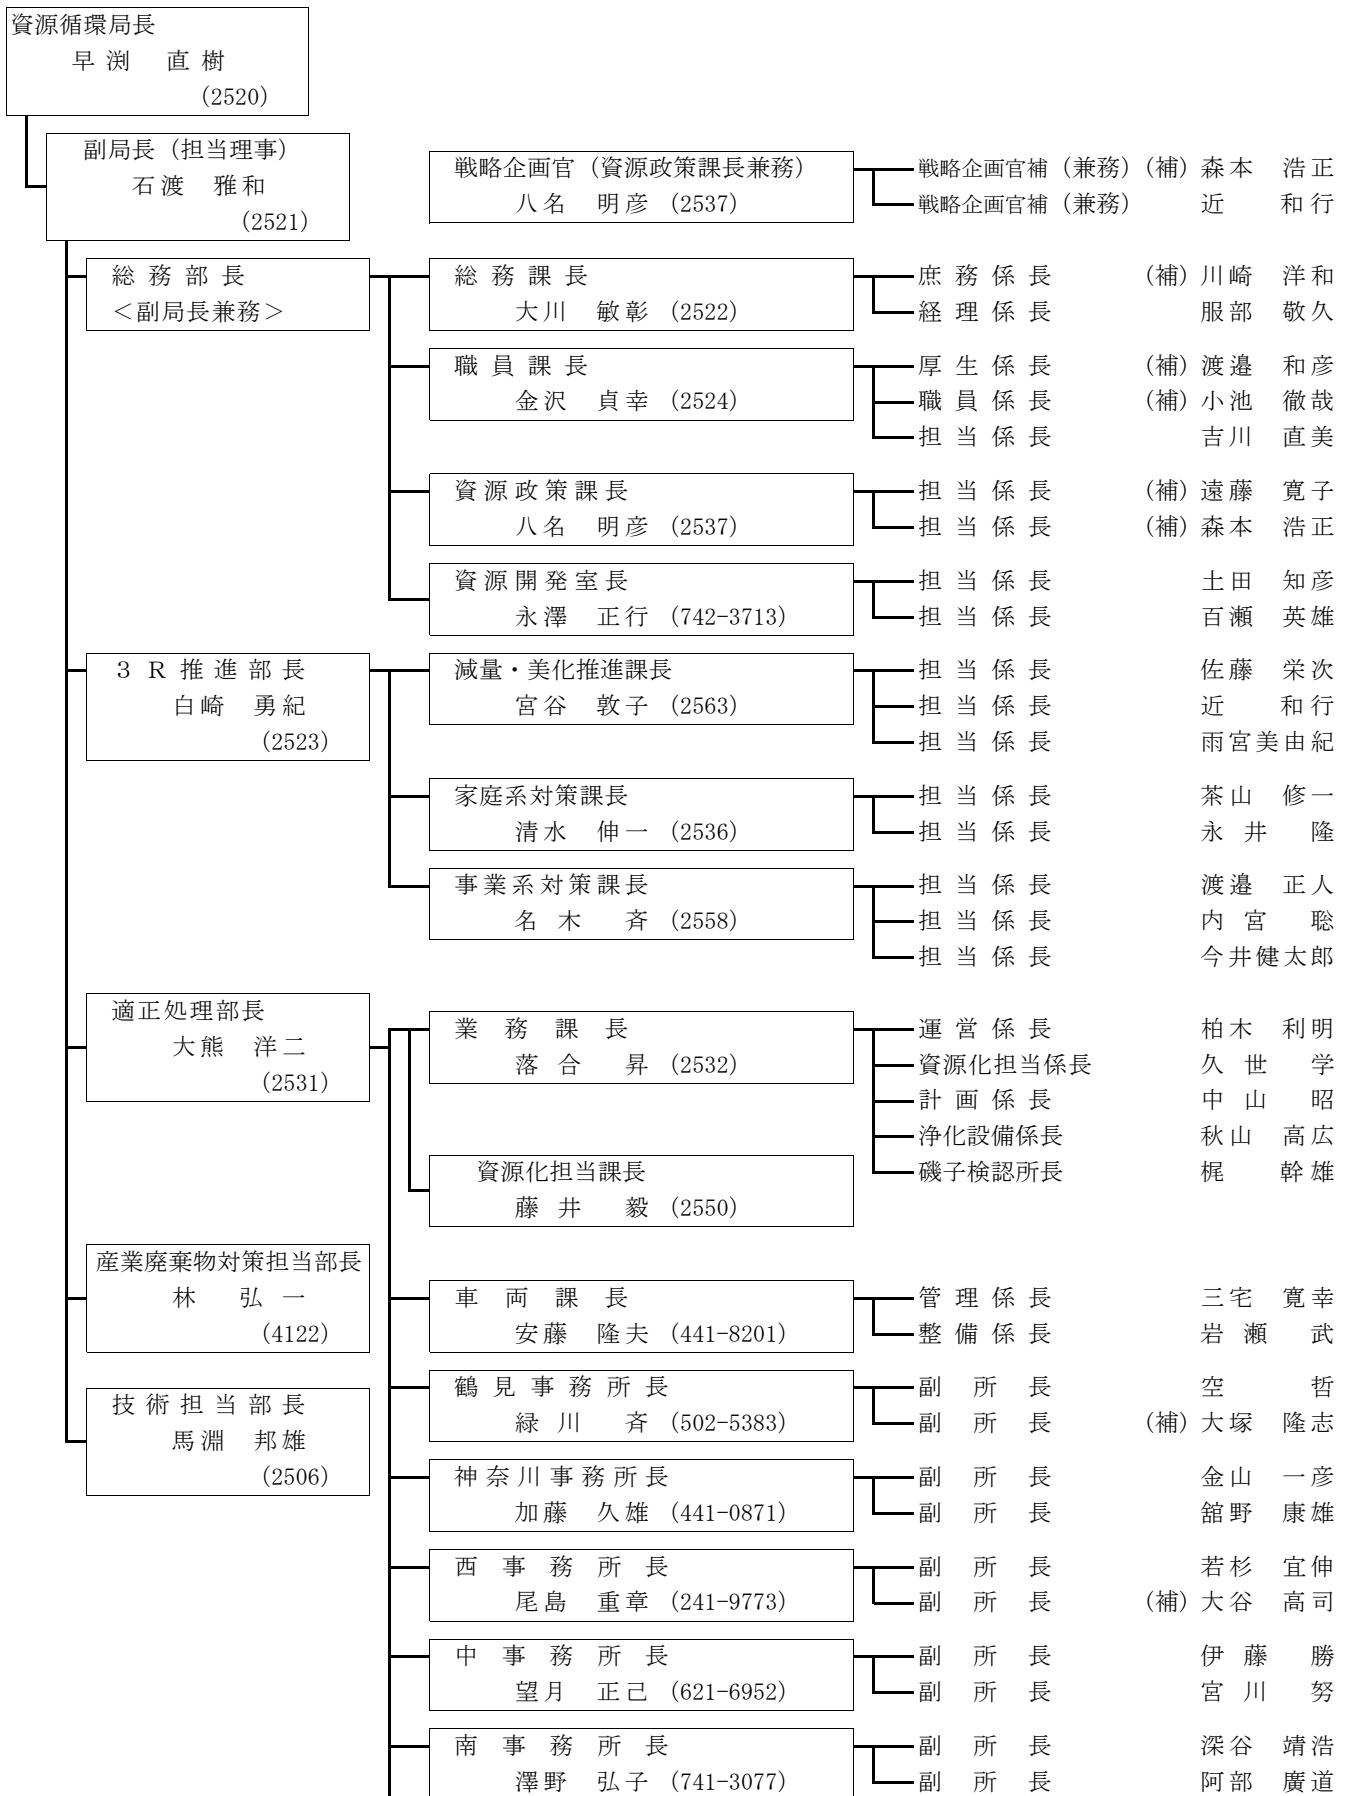 資源循環局長
早渕 直樹
(2520)
副局長（担当理事）
石渡 雅和
(2521)
戦略企画官（資源政策課長兼務） 戦略企画官補（兼務）(補) 森本 浩正
八名 明彦 (2537) 戦略企画官補（兼務） 近 和行
総務部長 総務課長 庶務係長 (補) 川崎 洋和
＜副局長兼務＞ 大川 敏彰 (2522) 経理係長 服部 敬久
職員課長 厚生係長 (補) 渡邉 和彦
金沢 貞幸 (2524) 職員係長 (補) 小池 徹哉
担当係長 吉川 直美
資源政策課長 担当係長 (補) 遠藤 寛子
八名 明彦 (2537) 担当係長 (補) 森本 浩正
資源開発室長 担当係長 土田 知彦
永澤 正行 (742-3713) 担当係長 百瀬 英雄
３Ｒ推進部長 減量・美化推進課長 担当係長 佐藤 栄次
白崎 勇紀 宮谷 敦子 (2563) 担当係長 近 和行
(2523) 担当係長 雨宮美由紀
家庭系対策課長 担当係長 茶山 修一
清水 伸一 (2536) 担当係長 永井 隆
事業系対策課長 担当係長 渡邉 正人
名木 斉 (2558) 担当係長 内宮 聡
担当係長 今井健太郎
適正処理部長 業務課長 運営係長 柏木 利明
大熊 洋二 落合 昇 (2532) 資源化担当係長 久世 学
(2531) 計画係長 中山 昭
浄化設備係長 秋山 高広
資源化担当課長 磯子検認所長 梶 幹雄
藤井 毅 (2550)
産業廃棄物対策担当部長
林 弘一 車両課長 管理係長 三宅 寛幸
(4122) 安藤 隆夫 (441-8201) 整備係長 岩瀬 武
技術担当部長 鶴見事務所長 副所長 空 哲
馬淵 邦雄 緑川 斉 (502-5383) 副所長 (補) 大塚 隆志
(2506) 神奈川事務所長 副所長 金山 一彦
加藤 久雄 (441-0871) 副所長 舘野 康雄
西事務所長 副所長 若杉 宜伸
尾島 重章 (241-9773) 副所長 (補) 大谷 高司
中事務所長 副所長 伊藤 勝
望月 正己 (621-6952) 副所長 宮川 努
南事務所長 副所長 深谷 靖浩
澤野 弘子 (741-3077) 副所長 阿部 廣道